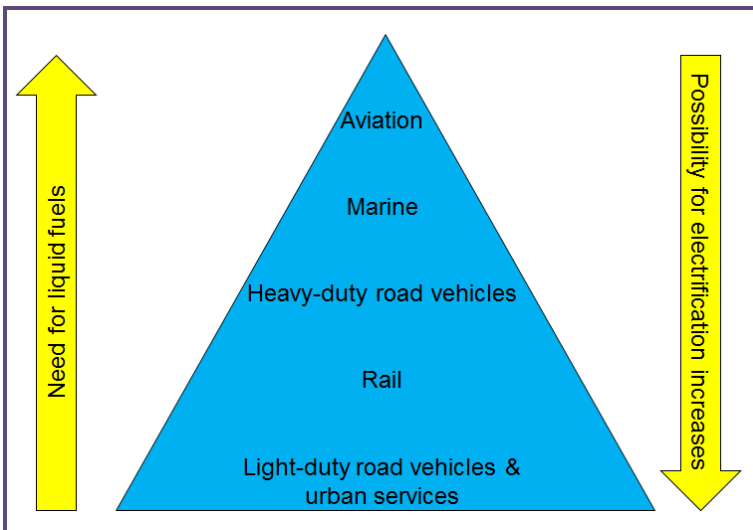 Need for liquid fuels
Aviation
Marine
Heavy-duty road vehicles
Rail
Light-duty road vehicles &
urban services
Possibility for electrification increases